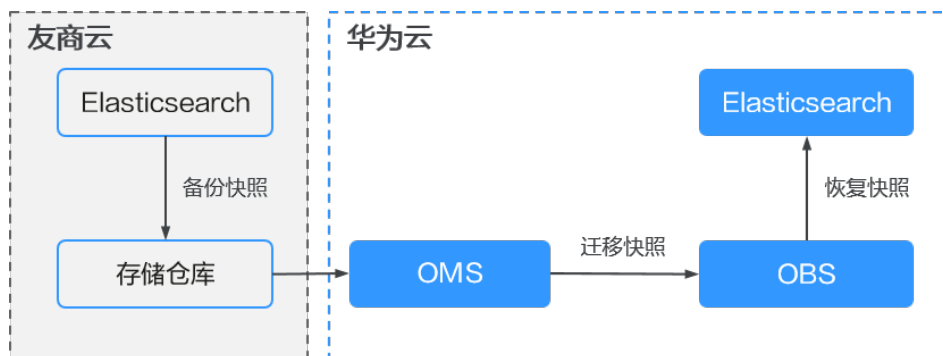 友商云
华为云
Elasticsearch
Elasticsearch
备份快照
恢复快照
存储仓库
OMS
迁移快照
OBS